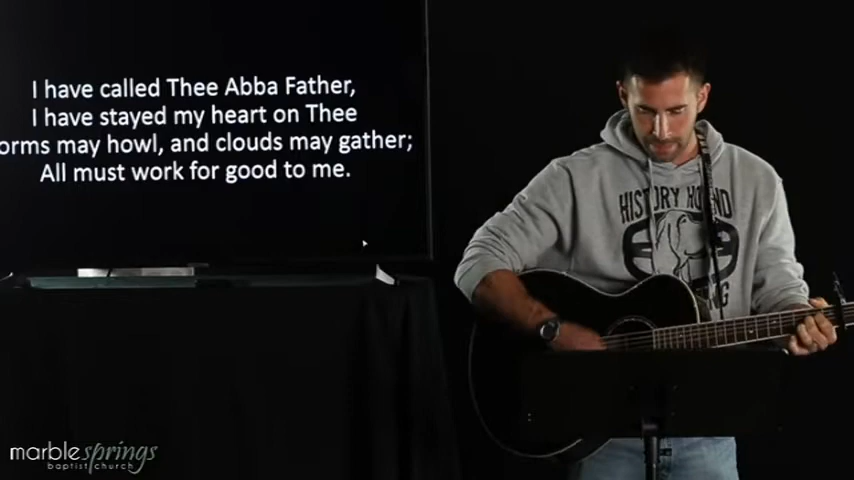 I have called Thee Abba Father,
I have stayed my heart on Thee
orms may howl, and clouds may gather;
All must work for good to me.
HISTORY
marble springs
baptist church